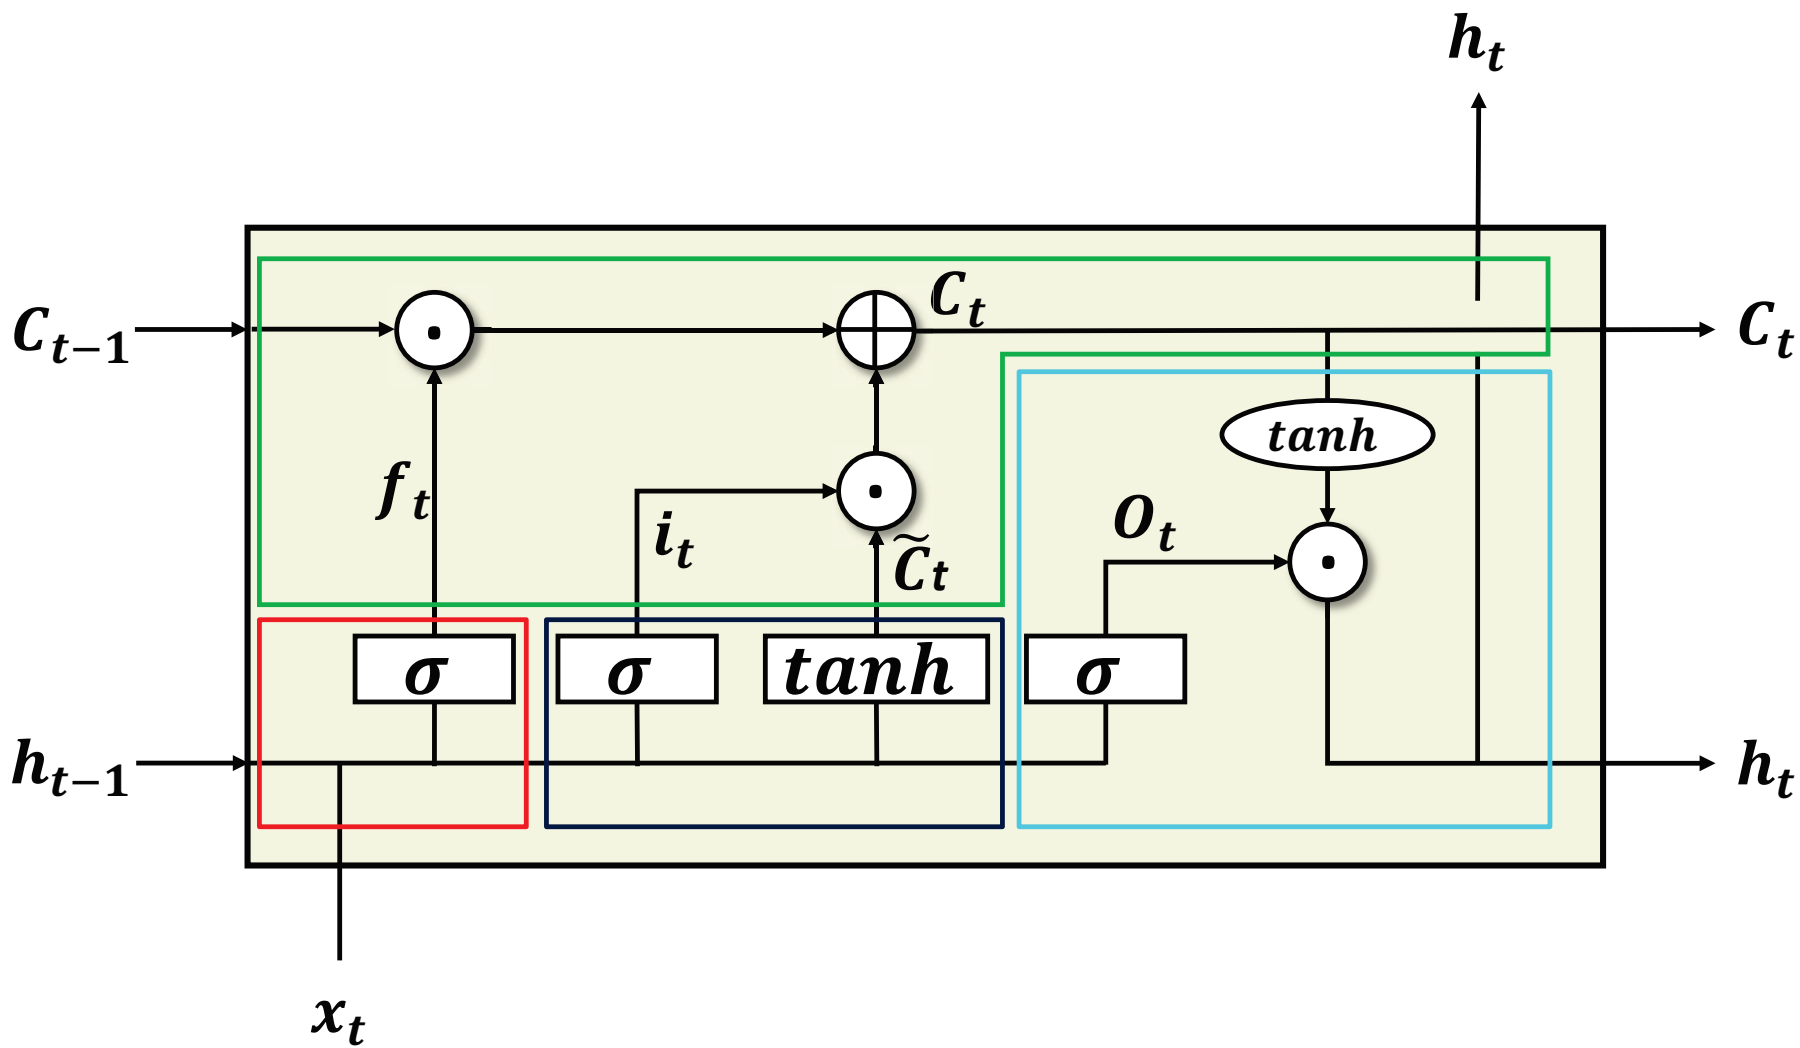 h_t
C_{t-1}
C_t
C_t
tanh
f_t
i_t
O_t
C̃_t
σ
σ
tanh
σ
h_{t-1}
h_t
x_t